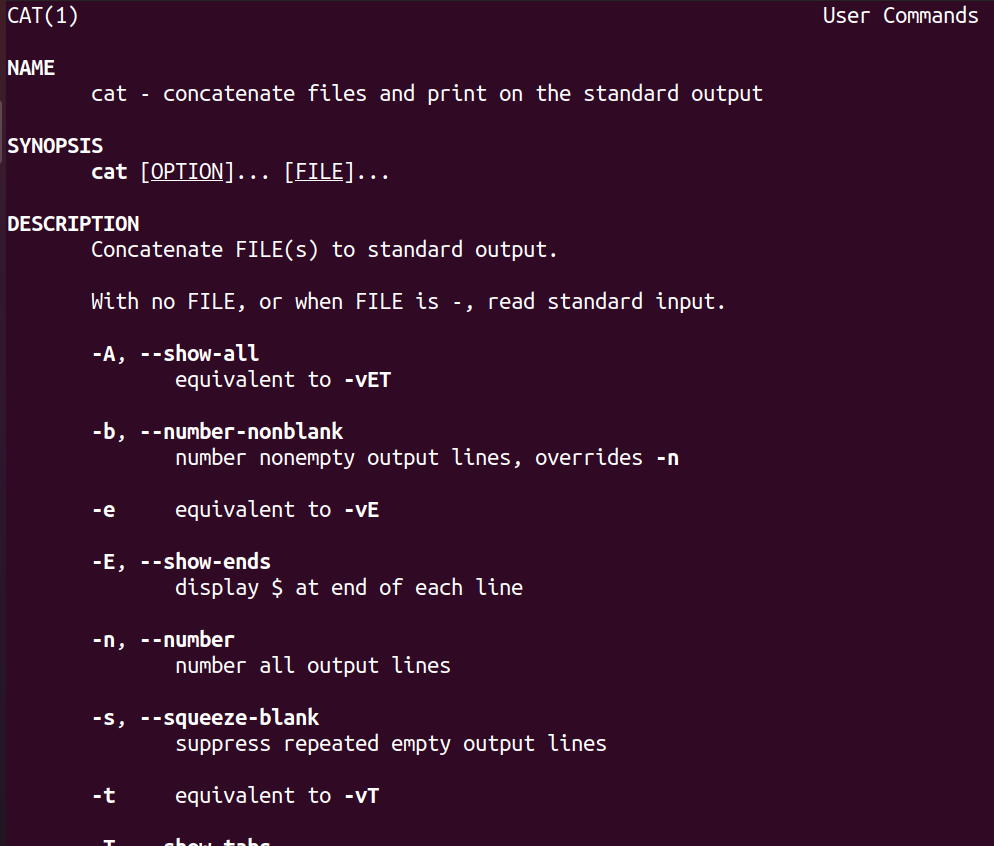 CAT(1) User Commands
NAME
cat - concatenate files and print on the standard output
SYNOPSIS
cat [OPTION]... [FILE]...
DESCRIPTION
Concatenate FILE(s) to standard output.
With no FILE, or when FILE is -, read standard input.
-A, --show-all
equivalent to -vET
-b, --number-nonblank
number nonempty output lines, overrides -n
-e equivalent to -vE
-E, --show-ends
display $ at end of each line
-n, --number
number all output lines
-s, --squeeze-blank
suppress repeated empty output lines
-t equivalent to -vT
-T, --show-tabs